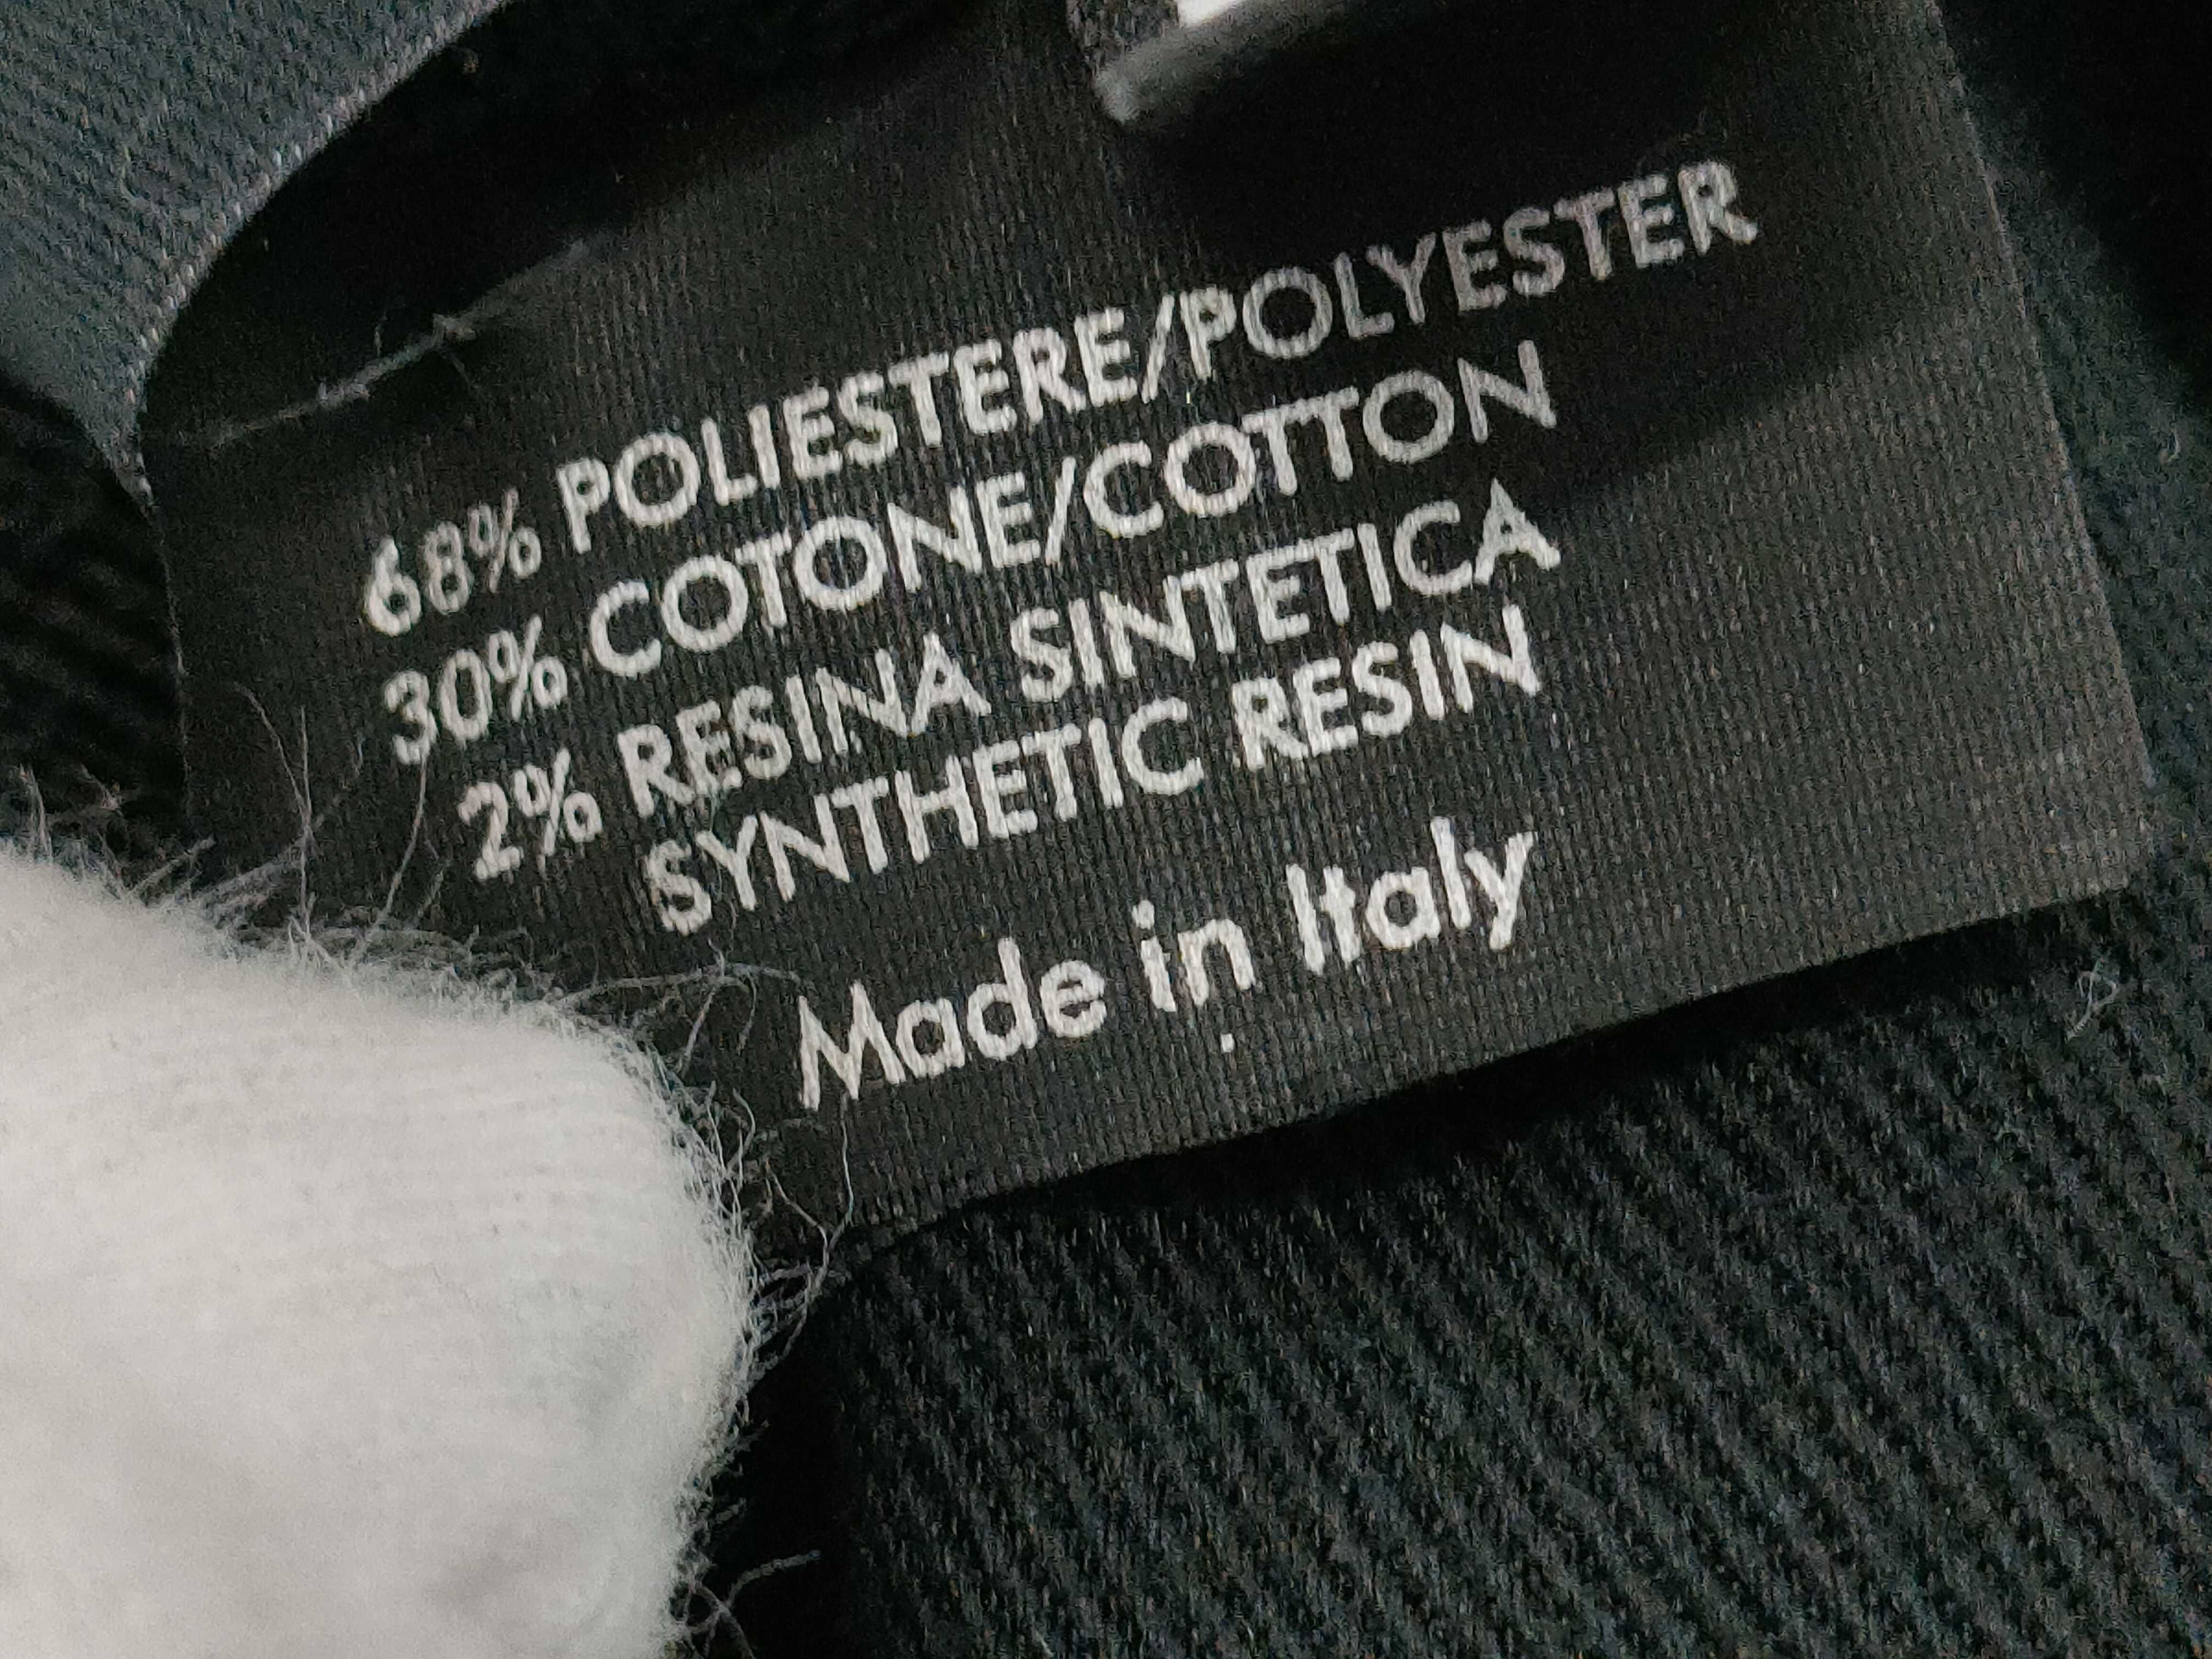 68% POLIESTERE/POLYESTER
30% COTONE/COTTON
2% RESINA SINTETICA
SYNTHETIC RESIN
Made in Italy